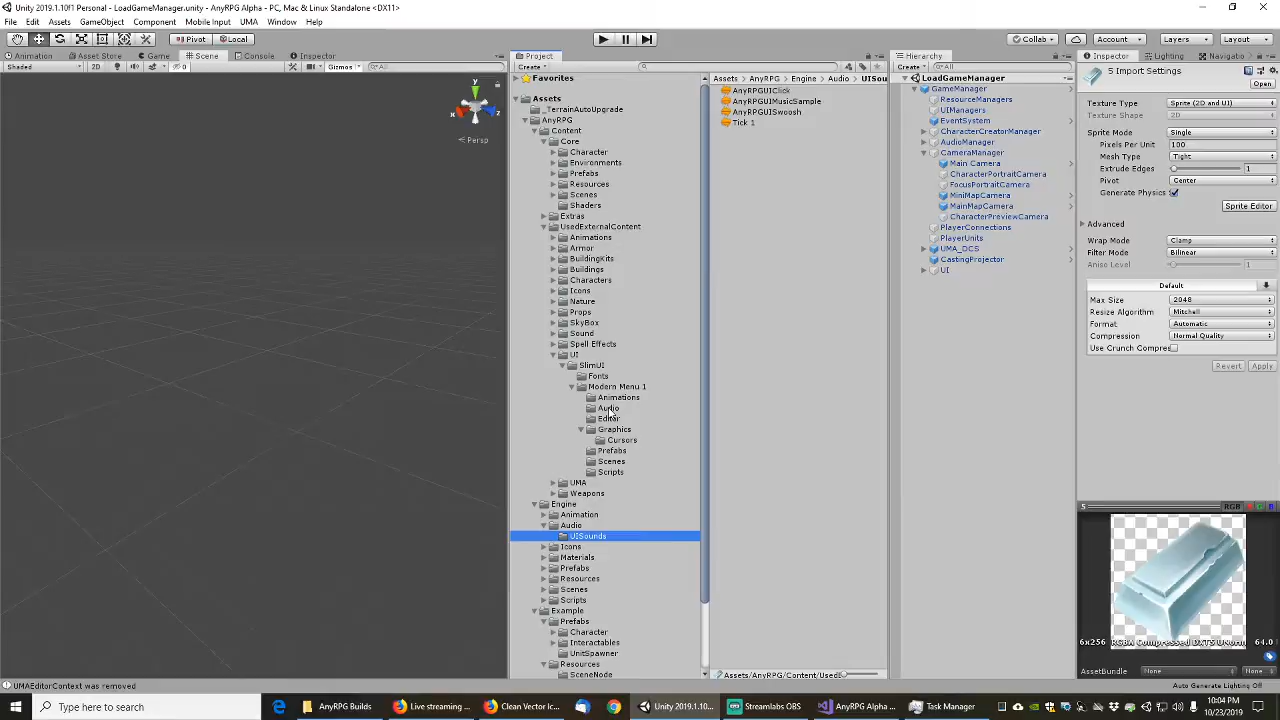 Unity 2019.1.10f1 Personal - LoadGameManager.unity - AnyRPG Alpha - PC, Mac & Linux Standalone <DX11>
File Edit Assets GameObject Component Mobile Input UMA Window Help
Pivot Local Collab Account Layers Layout
Animation Asset Store Game Scene Console Inspector
Shaded 2D Gizmos All
Persp
y
x
z
Project
Create
Favorites
Assets
_TerrainAutoUpgrade
AnyRPG
Content
Core
Character
Environments
Prefabs
Resources
Scenes
Shaders
Extras
UsedExternalContent
Animations
Armor
BuildingKits
Buildings
Characters
Icons
Nature
Props
SkyBox
Sound
Spell Effects
UI
SlimUI
Fonts
Modern Menu 1
Animations
Audio
Editor
Graphics
Cursors
Prefabs
Scenes
Scripts
UMA
Weapons
Engine
Animation
Audio
UISounds
Icons
Materials
Prefabs
Resources
Scenes
Scripts
Example
Prefabs
Character
Interactables
UnitSpawner
Resources
SceneNode
Assets AnyRPG Engine Audio UISou
AnyRPGUIClick
AnyRPGUIMusicSample
AnyRPGUISwoosh
Tick 1
Assets/AnyRPG/Content/UsedE
Hierarchy
Create All
LoadGameManager
GameManager
ResourceManagers
UIManagers
EventSystem
CharacterCreatorManager
AudioManager
CameraManager
Main Camera
CharacterPortraitCamera
FocusPortraitCamera
MiniMapCamera
MainMapCamera
CharacterPreviewCamera
PlayerConnections
PlayerUnits
UMA_DCS
CastingProjector
UI
Inspector Lighting Navigatio
5 Import Settings
Open
Texture Type Sprite (2D and UI)
Texture Shape 2D
Sprite Mode Single
Pixels Per Unit 100
Mesh Type Tight
Extrude Edges 1
Pivot Center
Generate Physics
Sprite Editor
Advanced
Wrap Mode Clamp
Filter Mode Bilinear
Aniso Level 1
Default
Max Size 2048
Resize Algorithm Mitchell
Format Automatic
Compression Normal Quality
Use Crunch Compres
Revert Apply
5 RGB
AssetBundle None None
UMAEditorContext was removed
Auto Generate Lighting Off
Type here to search
AnyRPG Builds
Live streaming ...
Clean Vector Ic...
Unity 2019.1.10...
Streamlabs OBS
AnyRPG Alpha ...
Task Manager
10:04 PM
10/23/2019